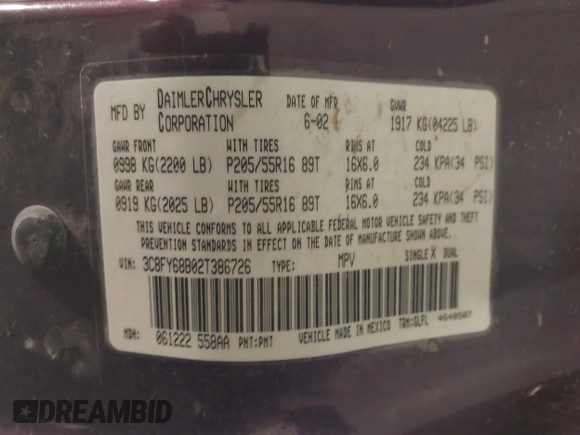 MFD BY DAIMLERCHRYSLER CORPORATION DATE OF MFR 6-02 GVWR 1917 KG(04225 LB)
GAWR FRONT WITH TIRES RIMS AT COLD
0998 KG(2200 LB) P205/55R16 89T 16X6.0 234 KPA(34 PSI)
GAWR REAR WITH TIRES RIMS AT COLD
0919 KG(2025 LB) P205/55R16 89T 16X6.0 234 KPA(34 PSI)
THIS VEHICLE CONFORMS TO ALL APPLICABLE FEDERAL MOTOR VEHICLE SAFETY AND THEFT
PREVENTION STANDARDS IN EFFECT ON THE DATE OF MANUFACTURE SHOWN ABOVE.
VIN: 3C8FY68B02T386726 TYPE: MPV SINGLE X DUAL
MDH: 061222 558AA PNT:PMT VEHICLE MADE IN MEXICO TRM:GLFL 4648507
DREAMBID